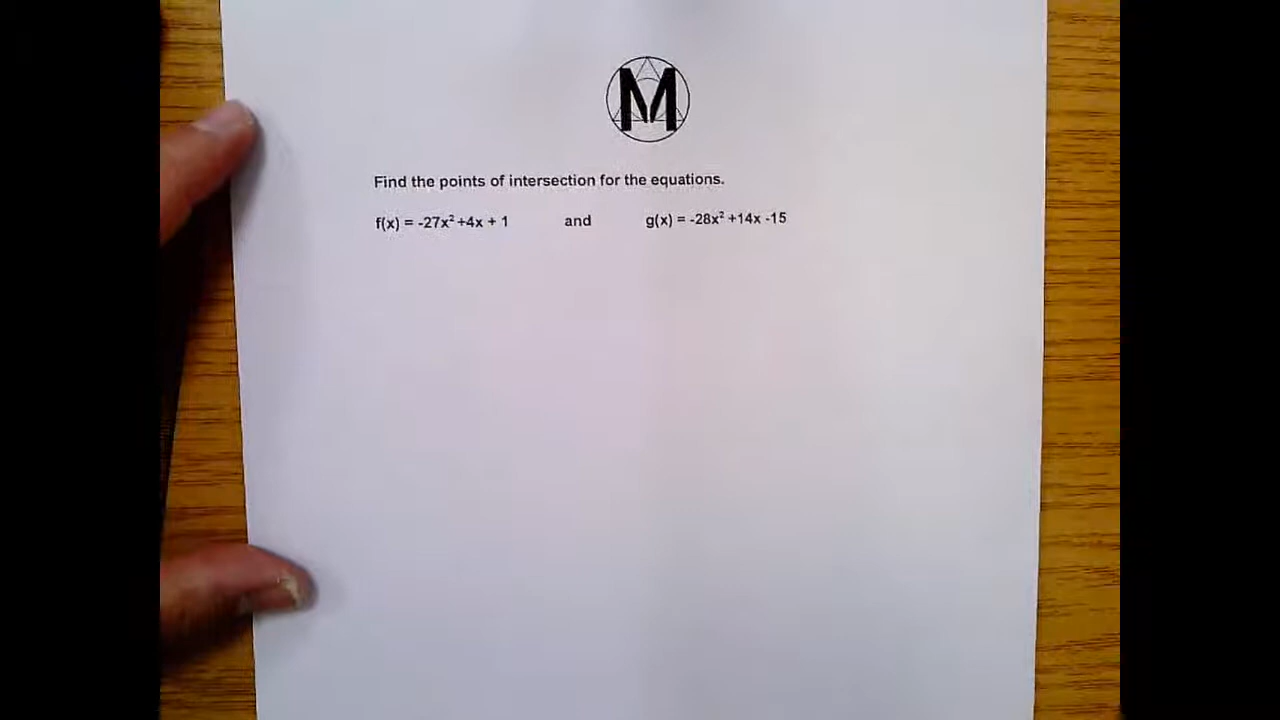 M
Find the points of intersection for the equations.
f(x) = -27x² +4x + 1 and g(x) = -28x² +14x -15